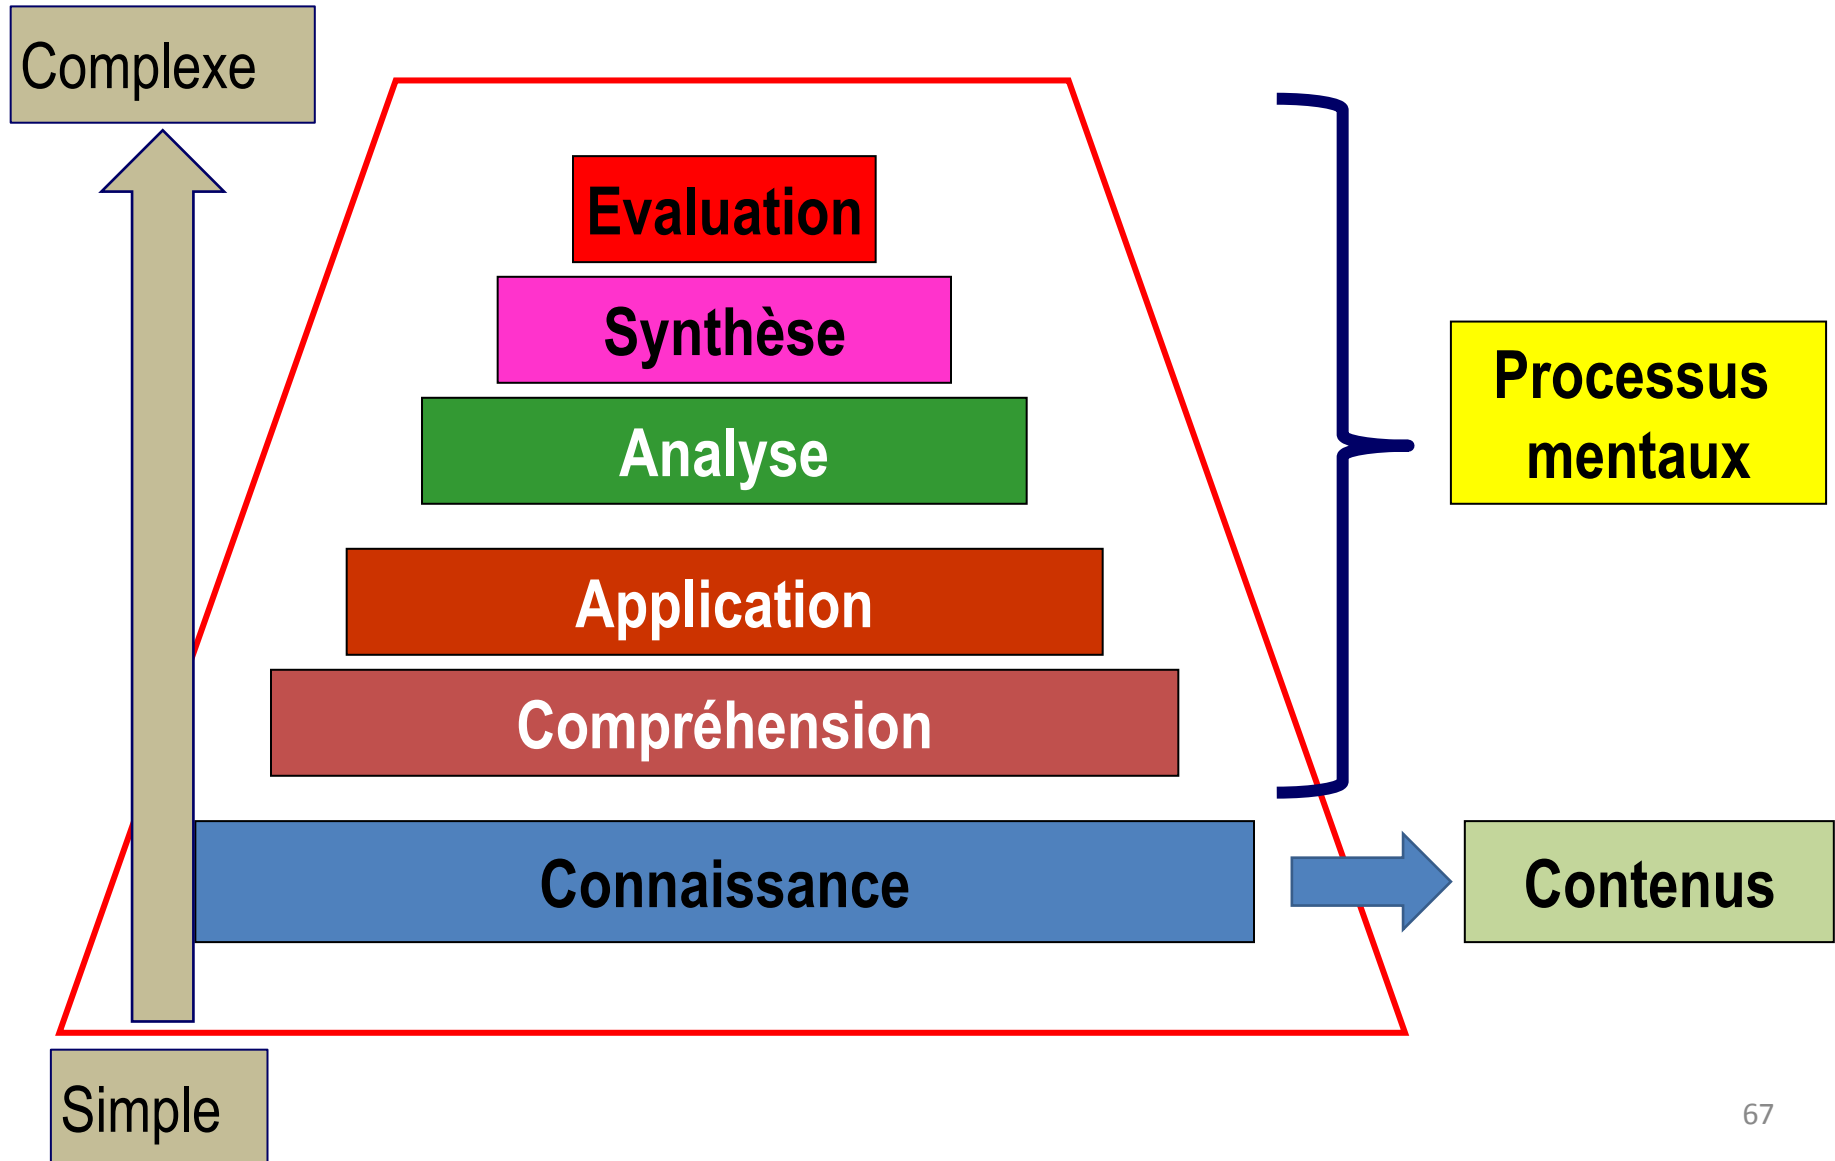 Complexe
Evaluation
Synthèse
Analyse
Application
Compréhension
Connaissance
Processus
mentaux
Contenus
Simple
67